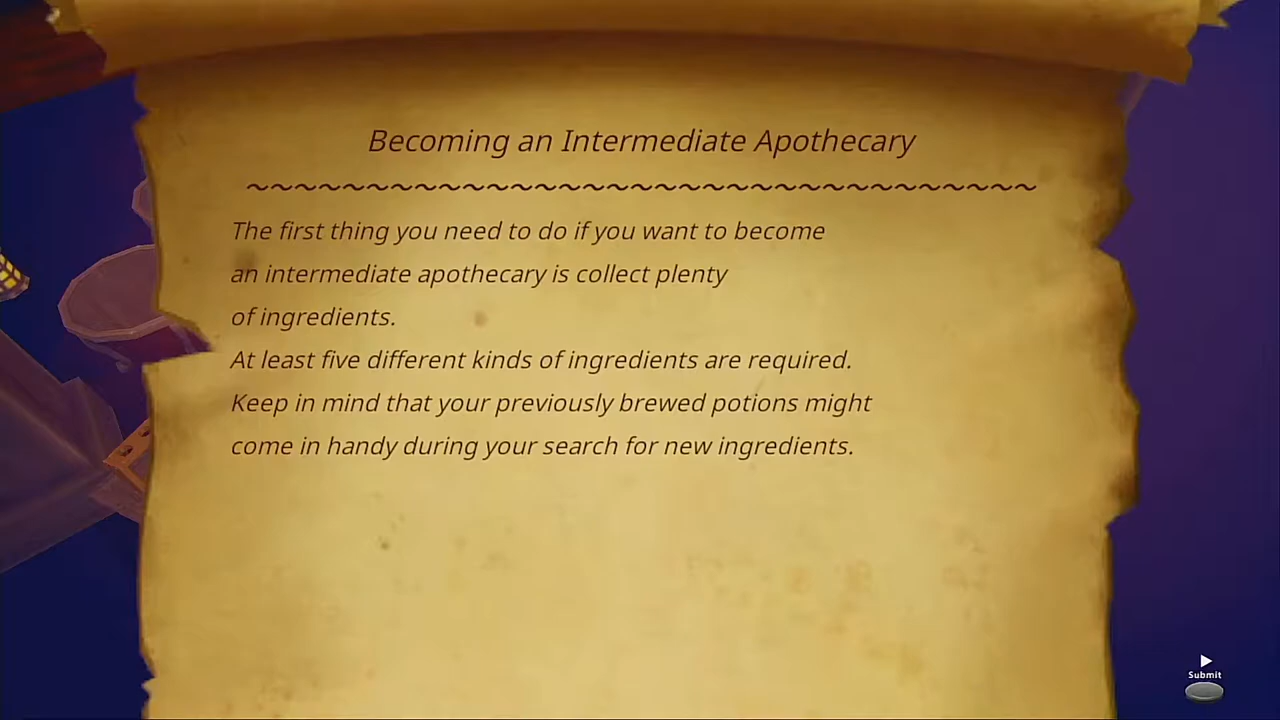 Becoming an Intermediate Apothecary
~~~~~~~~~~~~~~~~~~~~~~~~~~~~~~~~~
The first thing you need to do if you want to become
an intermediate apothecary is collect plenty
of ingredients.
At least five different kinds of ingredients are required.
Keep in mind that your previously brewed potions might
come in handy during your search for new ingredients.
Submit